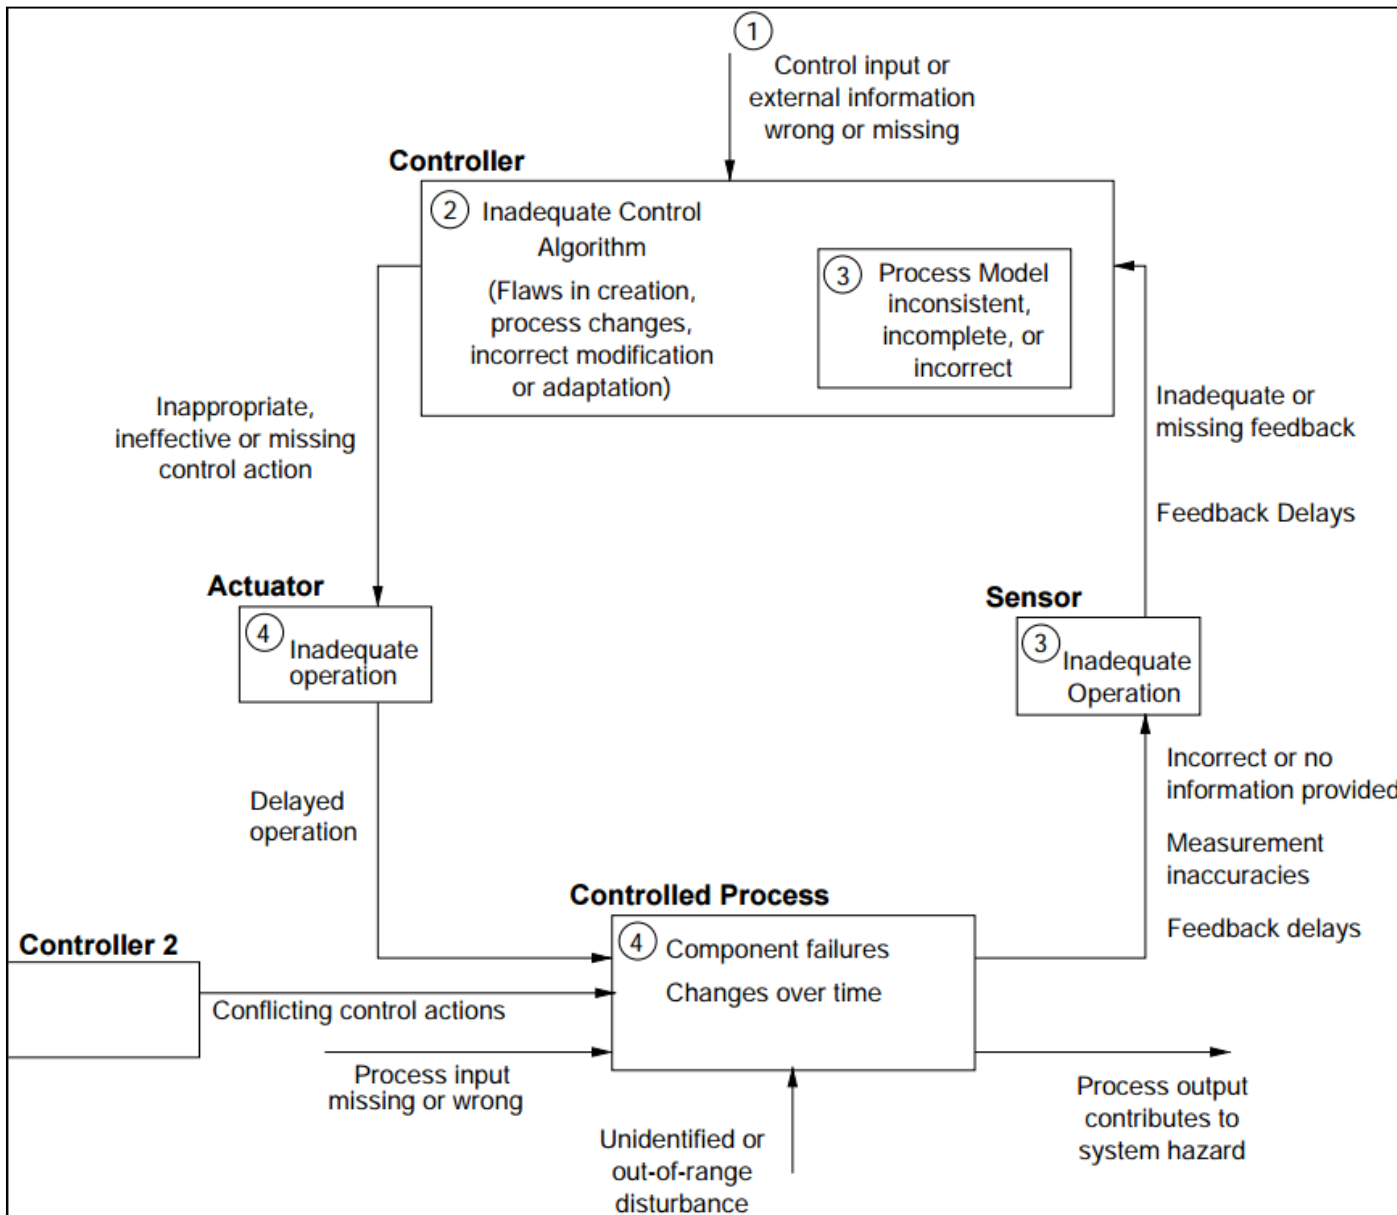 1
Control input or
external information
wrong or missing
Controller
2
Inadequate Control
Algorithm
(Flaws in creation,
process changes,
incorrect modification
or adaptation)
3
Process Model
inconsistent,
incomplete, or
incorrect
Inappropriate,
ineffective or missing
control action
Inadequate or
missing feedback
Feedback Delays
Actuator
4
Inadequate
operation
Sensor
3
Inadequate
Operation
Delayed
operation
Incorrect or no
information provided
Measurement
inaccuracies
Feedback delays
Controlled Process
4
Component failures
Changes over time
Controller 2
Conflicting control actions
Process input
missing or wrong
Unidentified or
out-of-range
disturbance
Process output
contributes to
system hazard